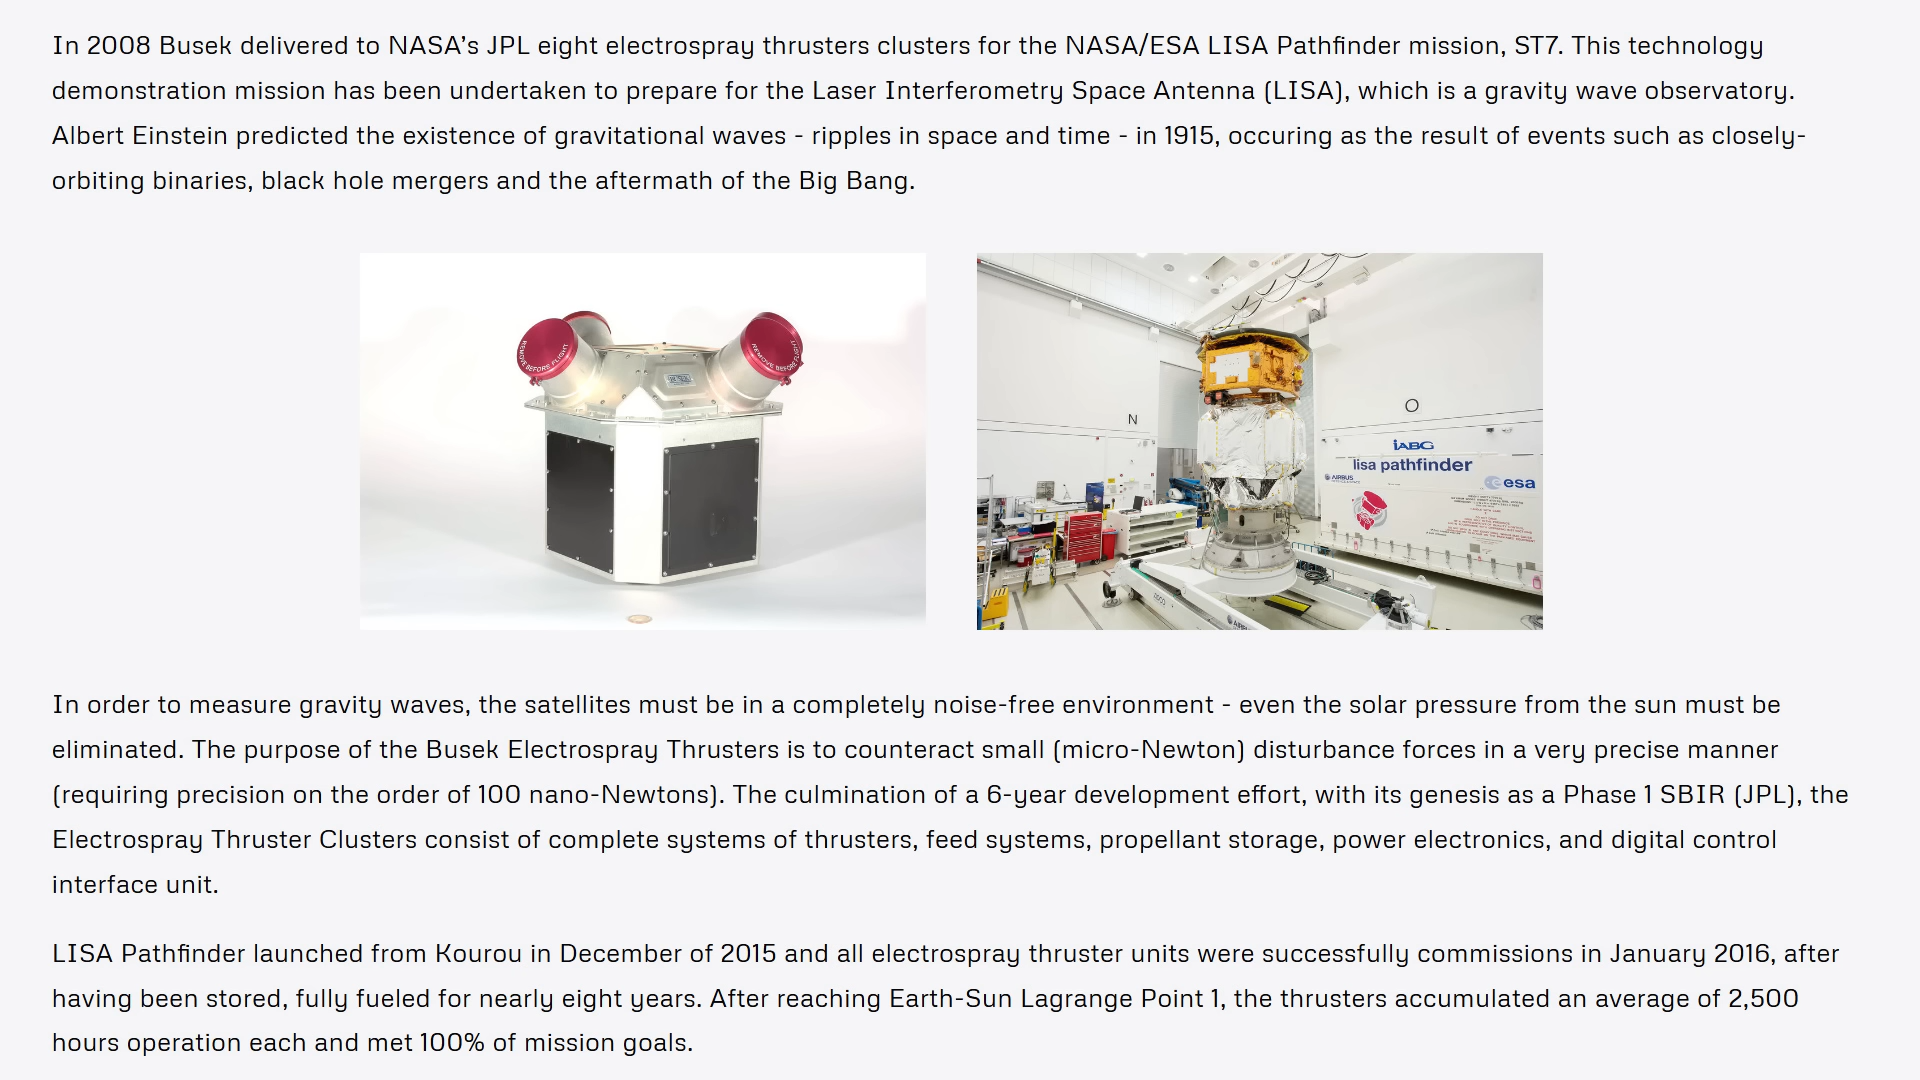 In 2008 Busek delivered to NASA’s JPL eight electrospray thrusters clusters for the NASA/ESA LISA Pathfinder mission, ST7. This technology
demonstration mission has been undertaken to prepare for the Laser Interferometry Space Antenna (LISA), which is a gravity wave observatory.
Albert Einstein predicted the existence of gravitational waves - ripples in space and time - in 1915, occuring as the result of events such as closely-
orbiting binaries, black hole mergers and the aftermath of the Big Bang.
REMOVE BEFORE FLIGHT
REMOVE BEFORE FLIGHT
N
O
iABG
lisa pathfinder
AIRBUS
esa
In order to measure gravity waves, the satellites must be in a completely noise-free environment - even the solar pressure from the sun must be
eliminated. The purpose of the Busek Electrospray Thrusters is to counteract small (micro-Newton) disturbance forces in a very precise manner
(requiring precision on the order of 100 nano-Newtons). The culmination of a 6-year development effort, with its genesis as a Phase 1 SBIR (JPL), the
Electrospray Thruster Clusters consist of complete systems of thrusters, feed systems, propellant storage, power electronics, and digital control
interface unit.
LISA Pathfinder launched from Kourou in December of 2015 and all electrospray thruster units were successfully commissions in January 2016, after
having been stored, fully fueled for nearly eight years. After reaching Earth-Sun Lagrange Point 1, the thrusters accumulated an average of 2,500
hours operation each and met 100% of mission goals.